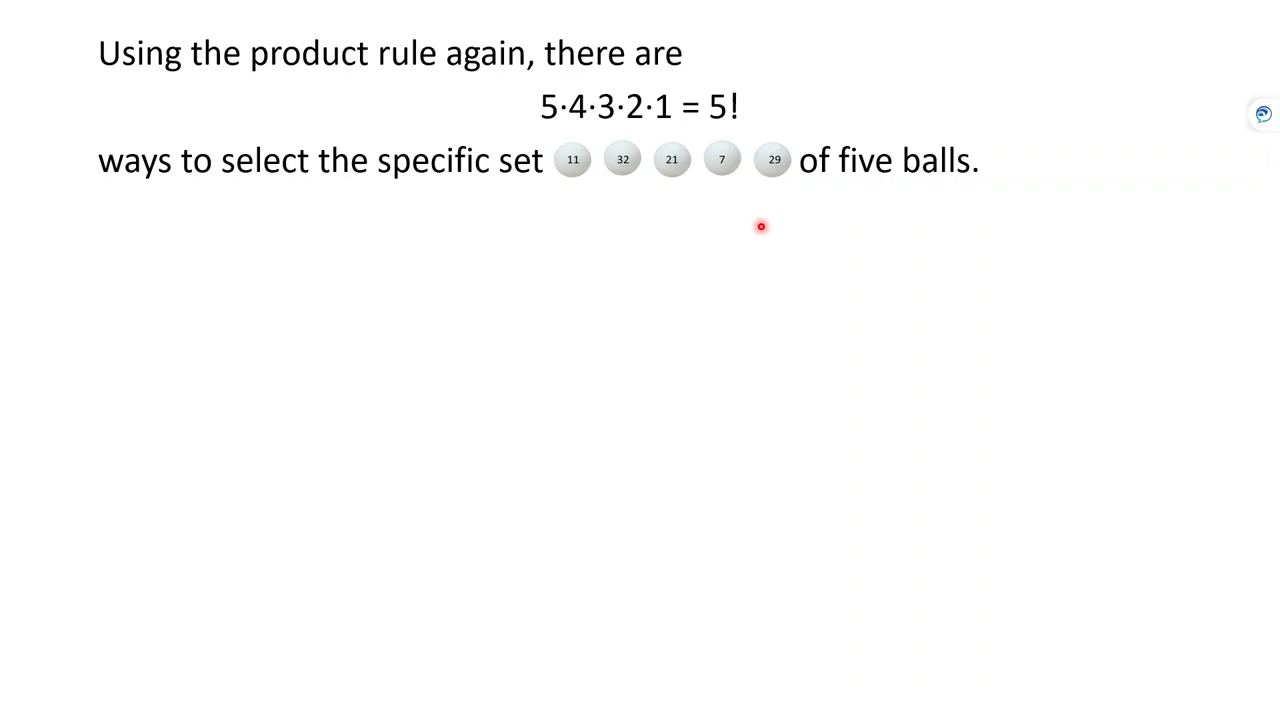 Using the product rule again, there are
5·4·3·2·1 = 5!
ways to select the specific set 11 32 21 7 29 of five balls.